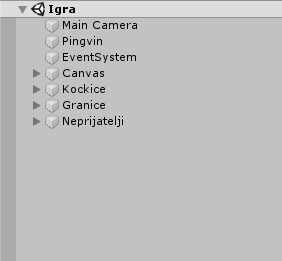 Igra
Main Camera
Pingvin
EventSystem
Canvas
Kockice
Granice
Neprijatelji